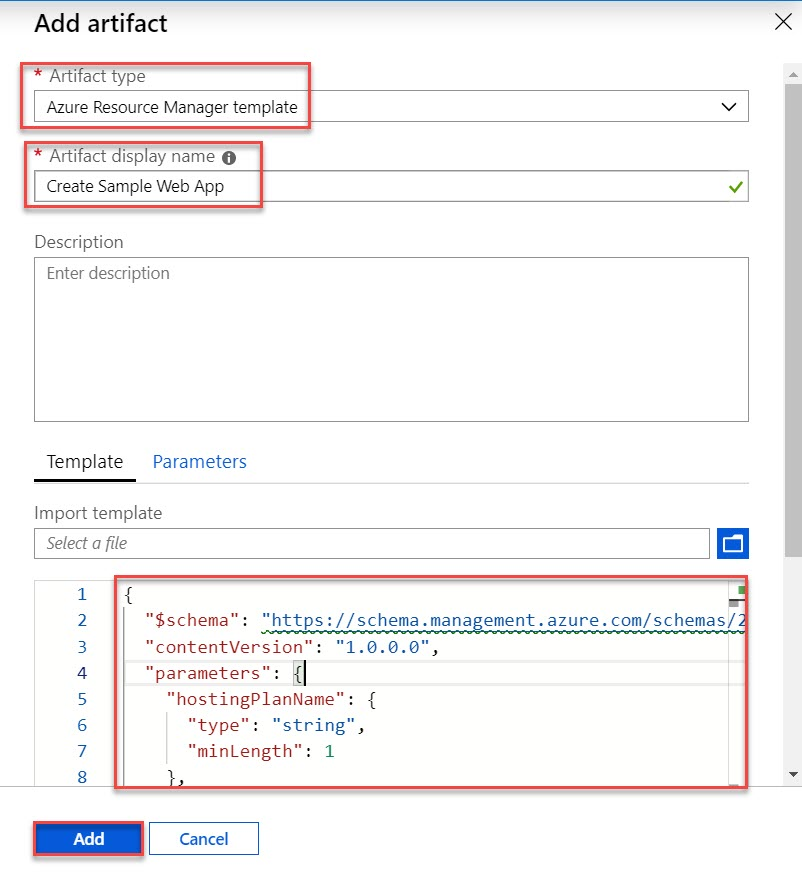 Add artifact
* Artifact type
Azure Resource Manager template
* Artifact display name
Create Sample Web App
Description
Enter description
Template Parameters
Import template
Select a file
1 {
2 "$schema": "https://schema.management.azure.com/schemas/2
3 "contentVersion": "1.0.0.0",
4 "parameters": {
5 "hostingPlanName": {
6 "type": "string",
7 "minLength": 1
8 },
Add Cancel